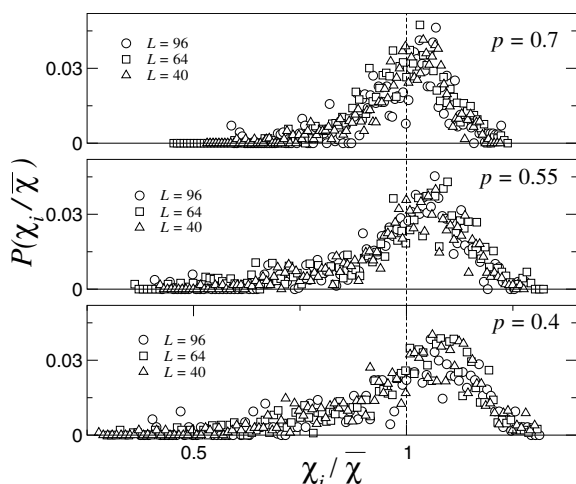 ○ L = 96
□ L = 64
△ L = 40
p = 0.7
0.03
0
○ L = 96
□ L = 64
△ L = 40
p = 0.55
0.03
0
P(χᵢ/χ̅)
○ L = 96
□ L = 64
△ L = 40
p = 0.4
0.03
0
0.5
1
χᵢ/χ̅